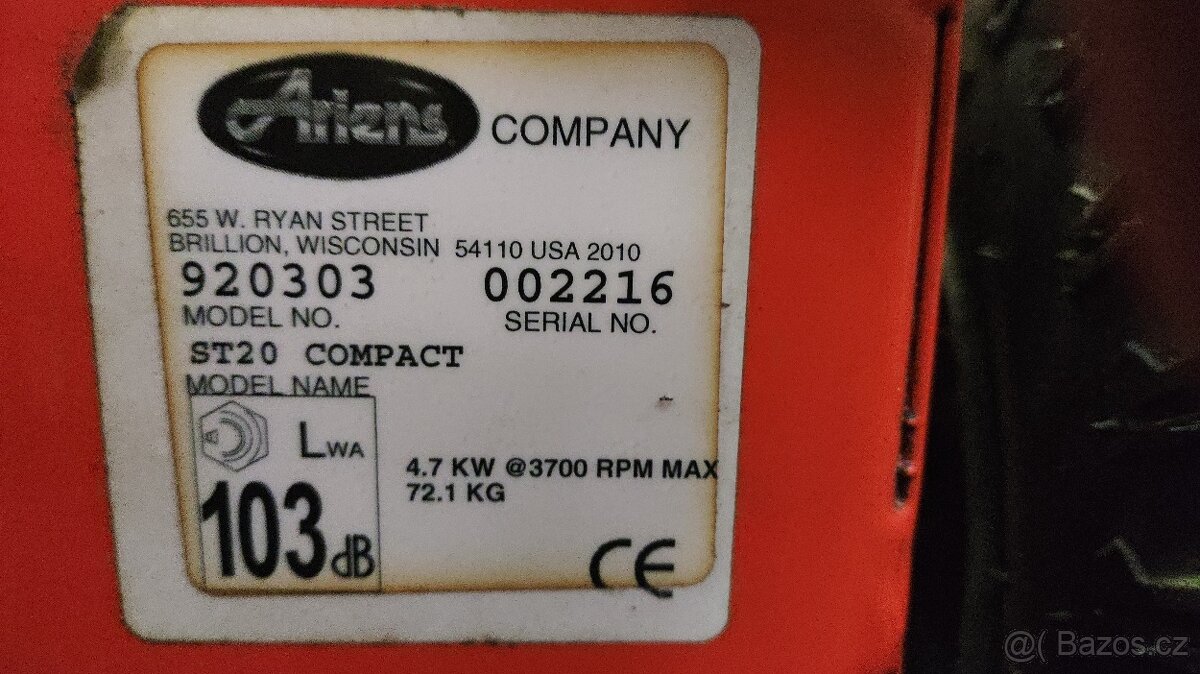 Ariens COMPANY
655 W. RYAN STREET
BRILLION, WISCONSIN 54110 USA 2010
920303 002216
MODEL NO. SERIAL NO.
ST20 COMPACT
MODEL NAME
LWA
4.7 KW @3700 RPM MAX
72.1 KG
103dB
CE
@( Bazos.cz